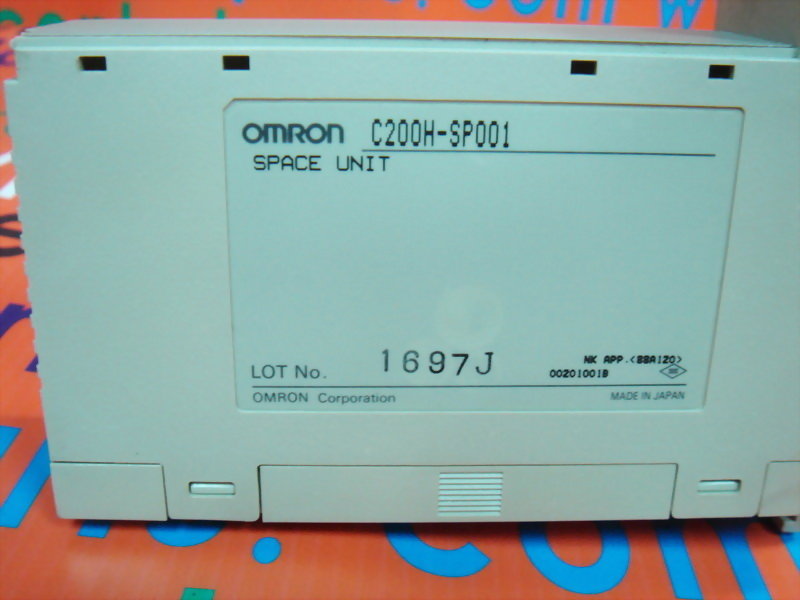 OMRON C200H-SP001
SPACE UNIT
LOT No. 1697J
NK APP.<88A120>
00201001B
OMRON Corporation MADE IN JAPAN